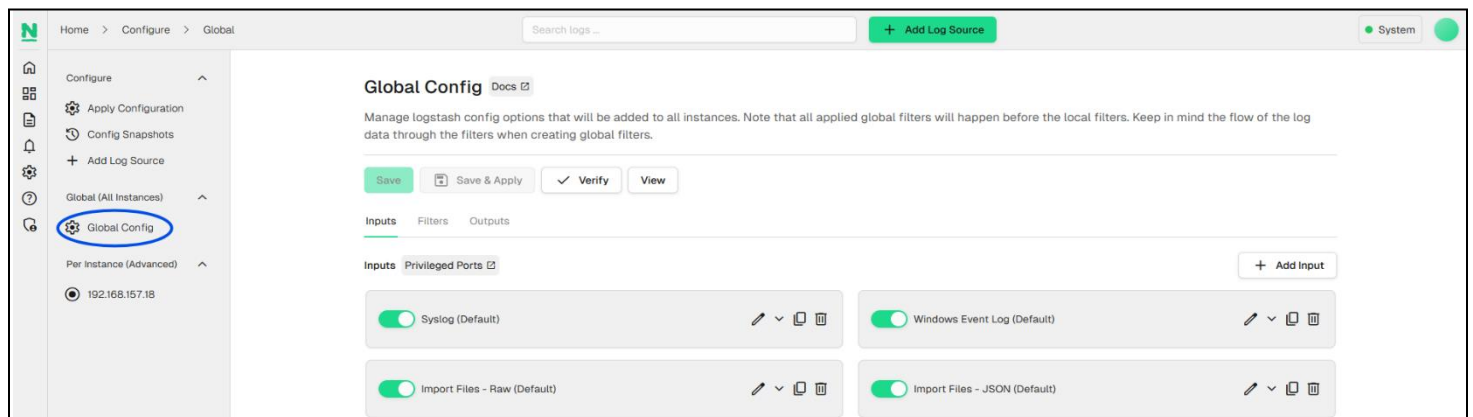 N
Home > Configure > Global
Search logs ...
+ Add Log Source
System
Configure
Apply Configuration
Config Snapshots
+ Add Log Source
Global (All Instances)
Global Config
Per Instance (Advanced)
192.168.157.18
Global Config Docs
Manage logstash config options that will be added to all instances. Note that all applied global filters will happen before the local filters. Keep in mind the flow of the log
data through the filters when creating global filters.
Save Save & Apply Verify View
Inputs Filters Outputs
Inputs Privileged Ports + Add Input
Syslog (Default) Windows Event Log (Default)
Import Files - Raw (Default) Import Files - JSON (Default)